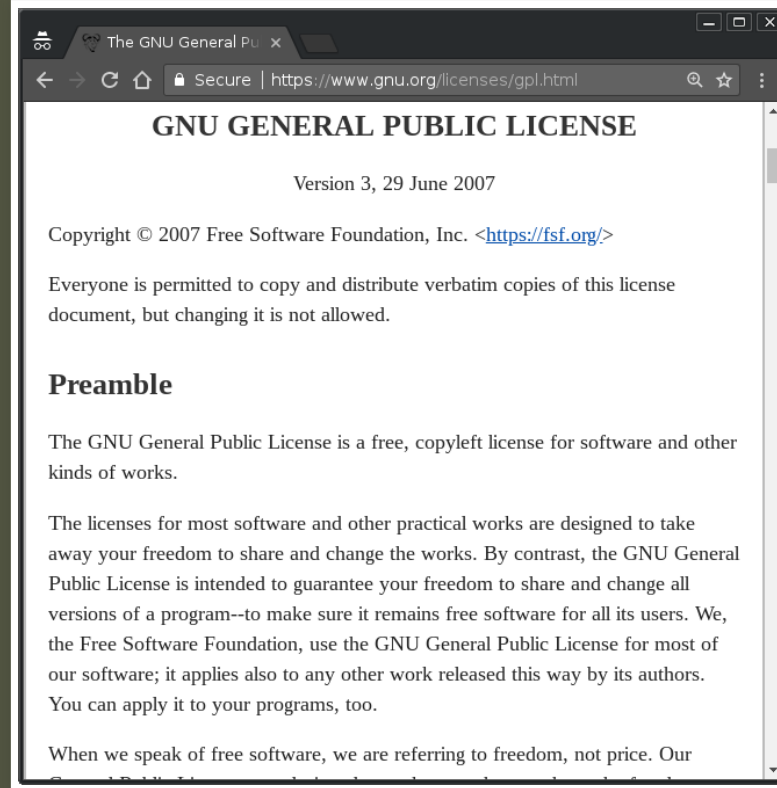 The GNU General Pu
Secure | https://www.gnu.org/licenses/gpl.html
GNU GENERAL PUBLIC LICENSE
Version 3, 29 June 2007
Copyright © 2007 Free Software Foundation, Inc. <https://fsf.org/>
Everyone is permitted to copy and distribute verbatim copies of this license
document, but changing it is not allowed.
Preamble
The GNU General Public License is a free, copyleft license for software and other
kinds of works.
The licenses for most software and other practical works are designed to take
away your freedom to share and change the works. By contrast, the GNU General
Public License is intended to guarantee your freedom to share and change all
versions of a program--to make sure it remains free software for all its users. We,
the Free Software Foundation, use the GNU General Public License for most of
our software; it applies also to any other work released this way by its authors.
You can apply it to your programs, too.
When we speak of free software, we are referring to freedom, not price. Our